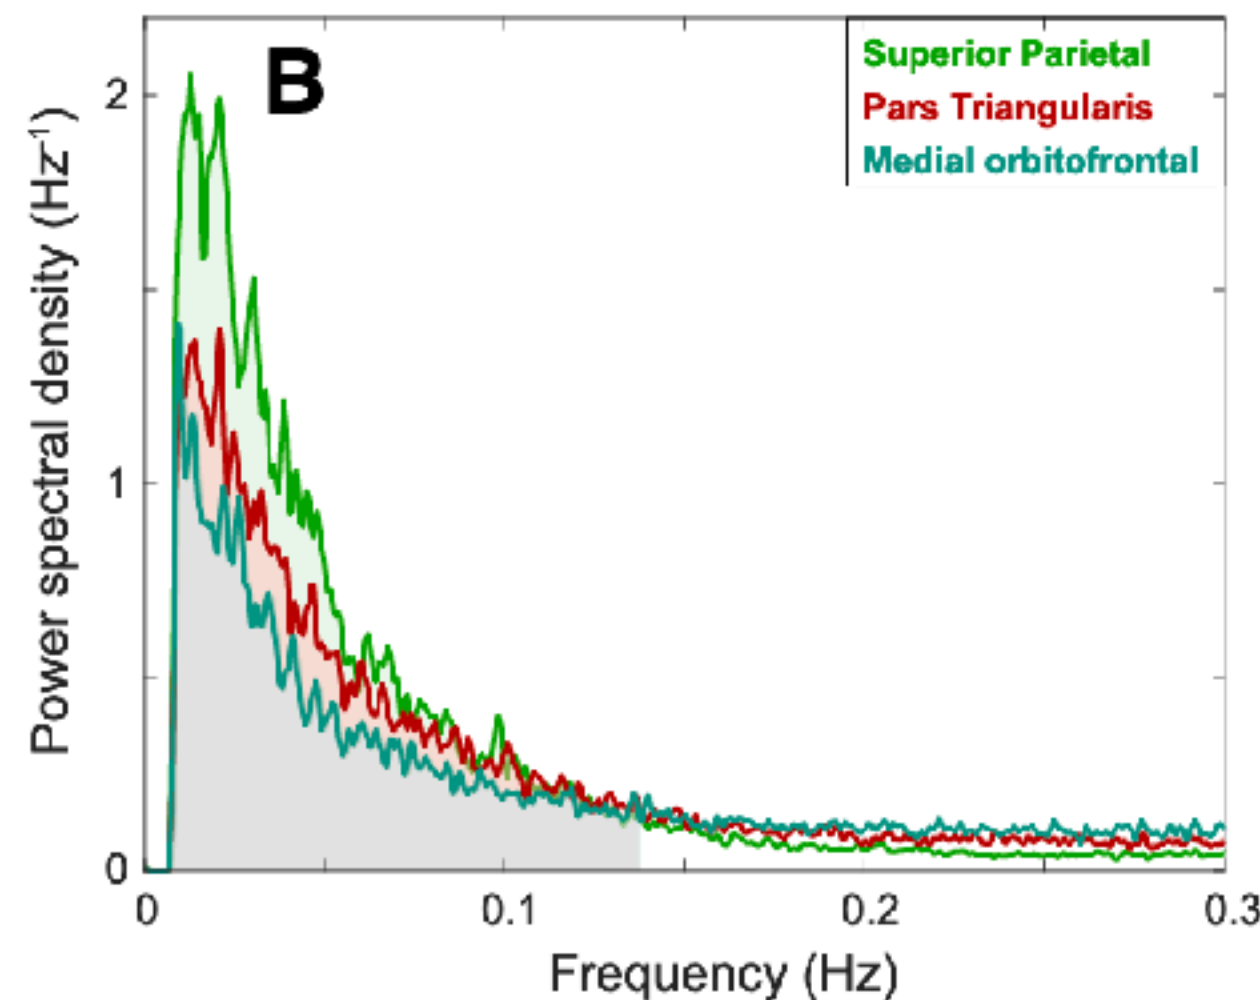 B
Superior Parietal
Pars Triangularis
Medial orbitofrontal
Power spectral density (Hz⁻¹)
2
1
0
0 0.1 0.2 0.3
Frequency (Hz)